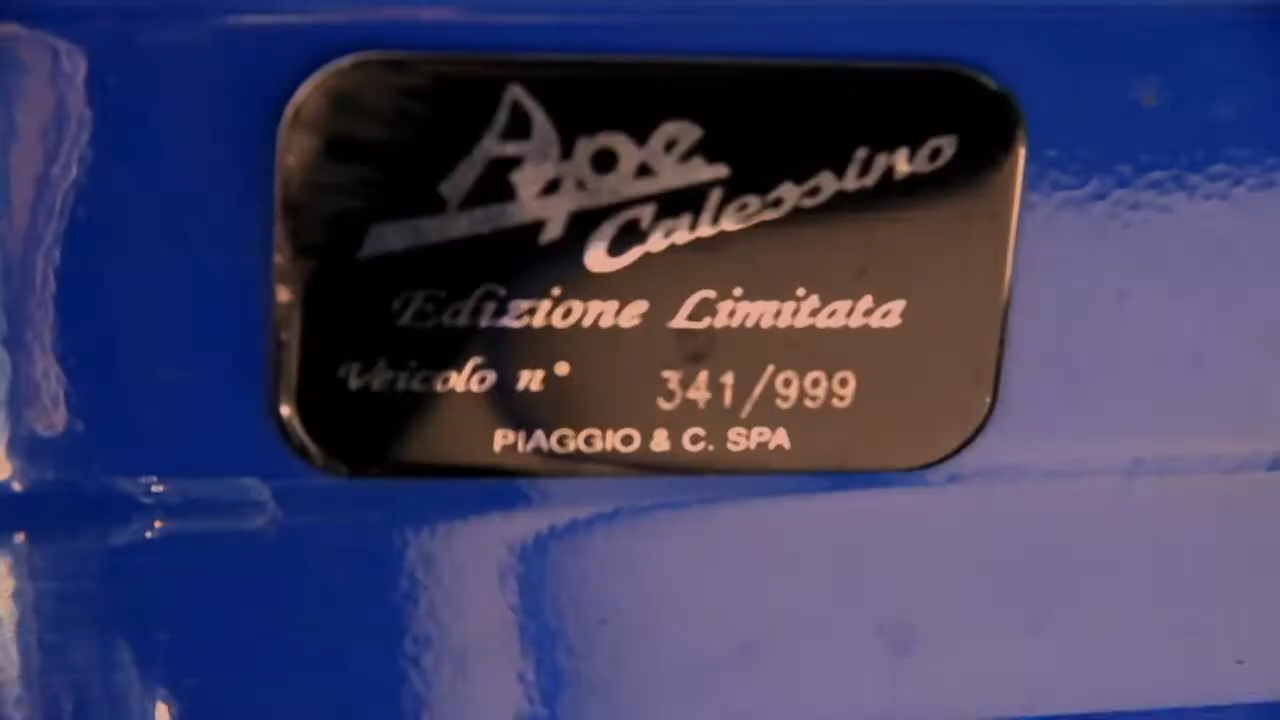 Ape
Calessino
Edizione Limitata
Veicolo n° 341/999
PIAGGIO & C. SPA